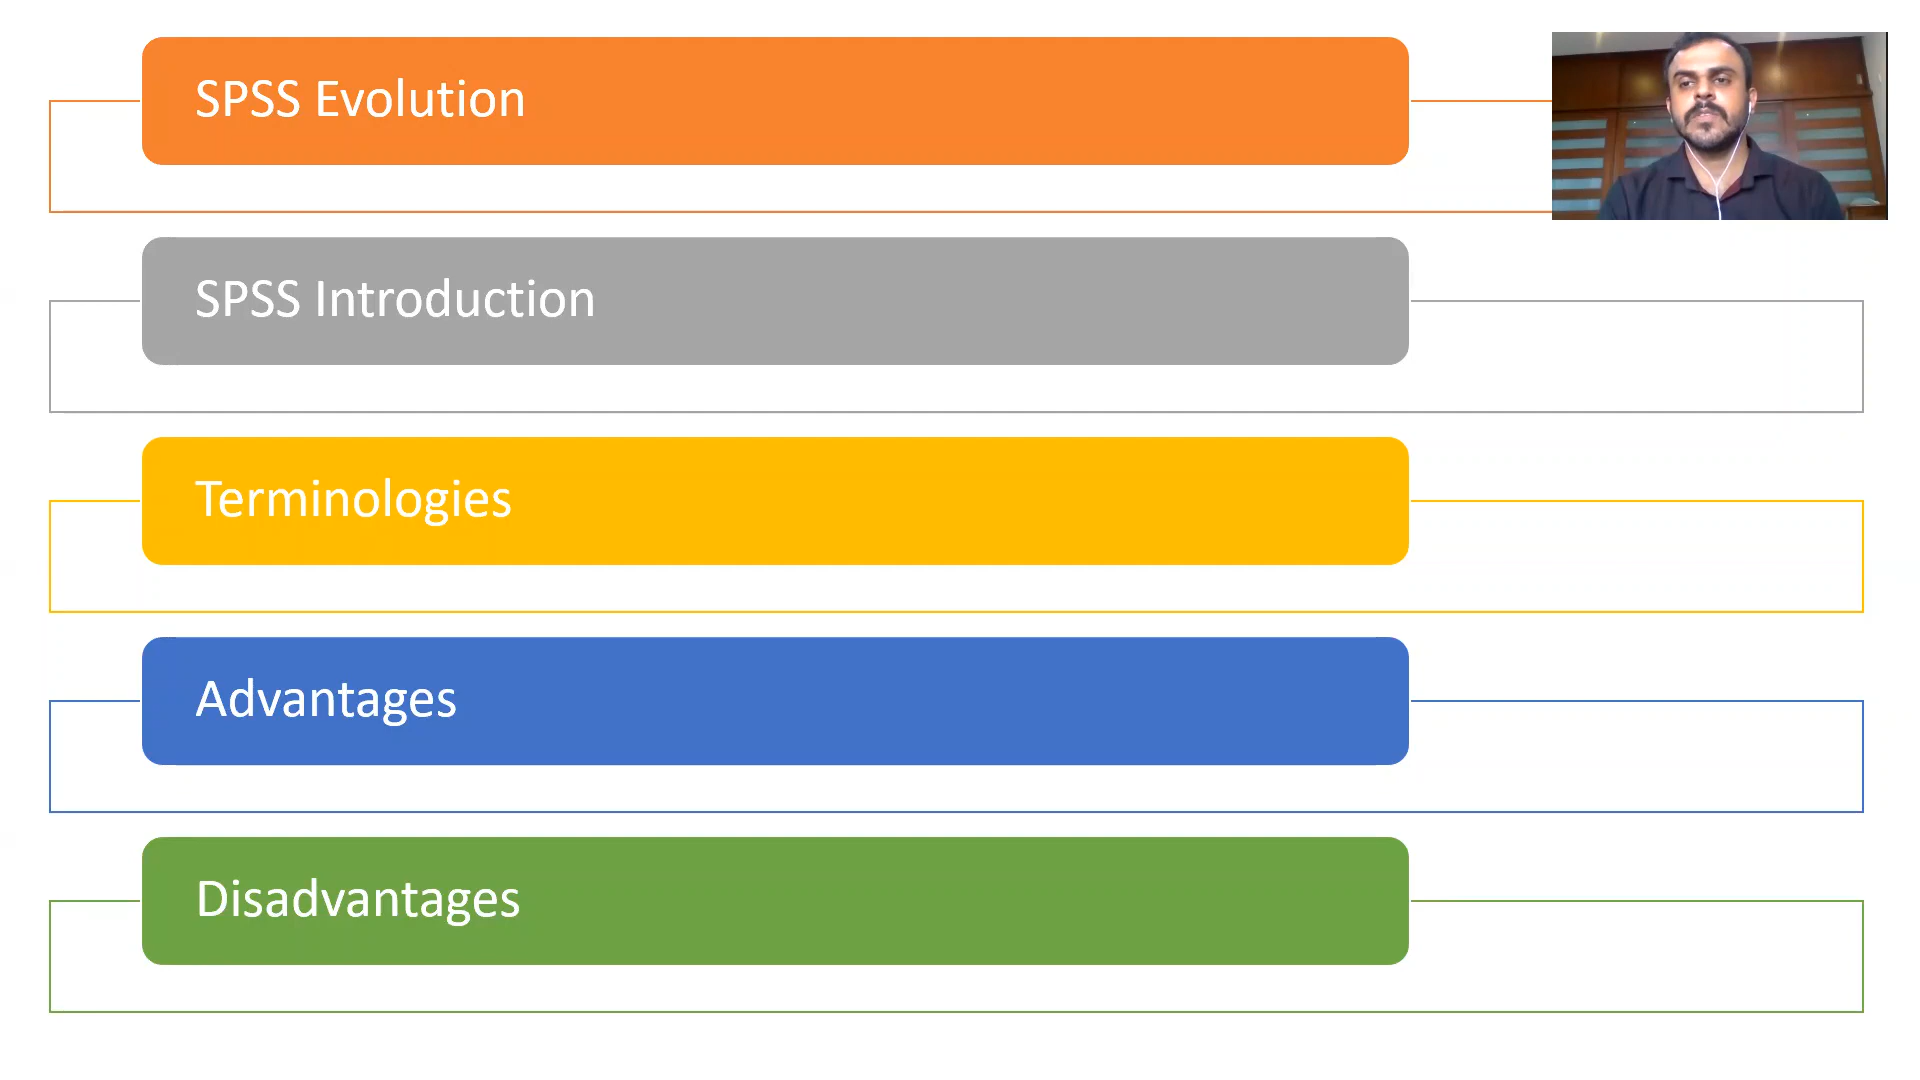 SPSS Evolution
SPSS Introduction
Terminologies
Advantages
Disadvantages